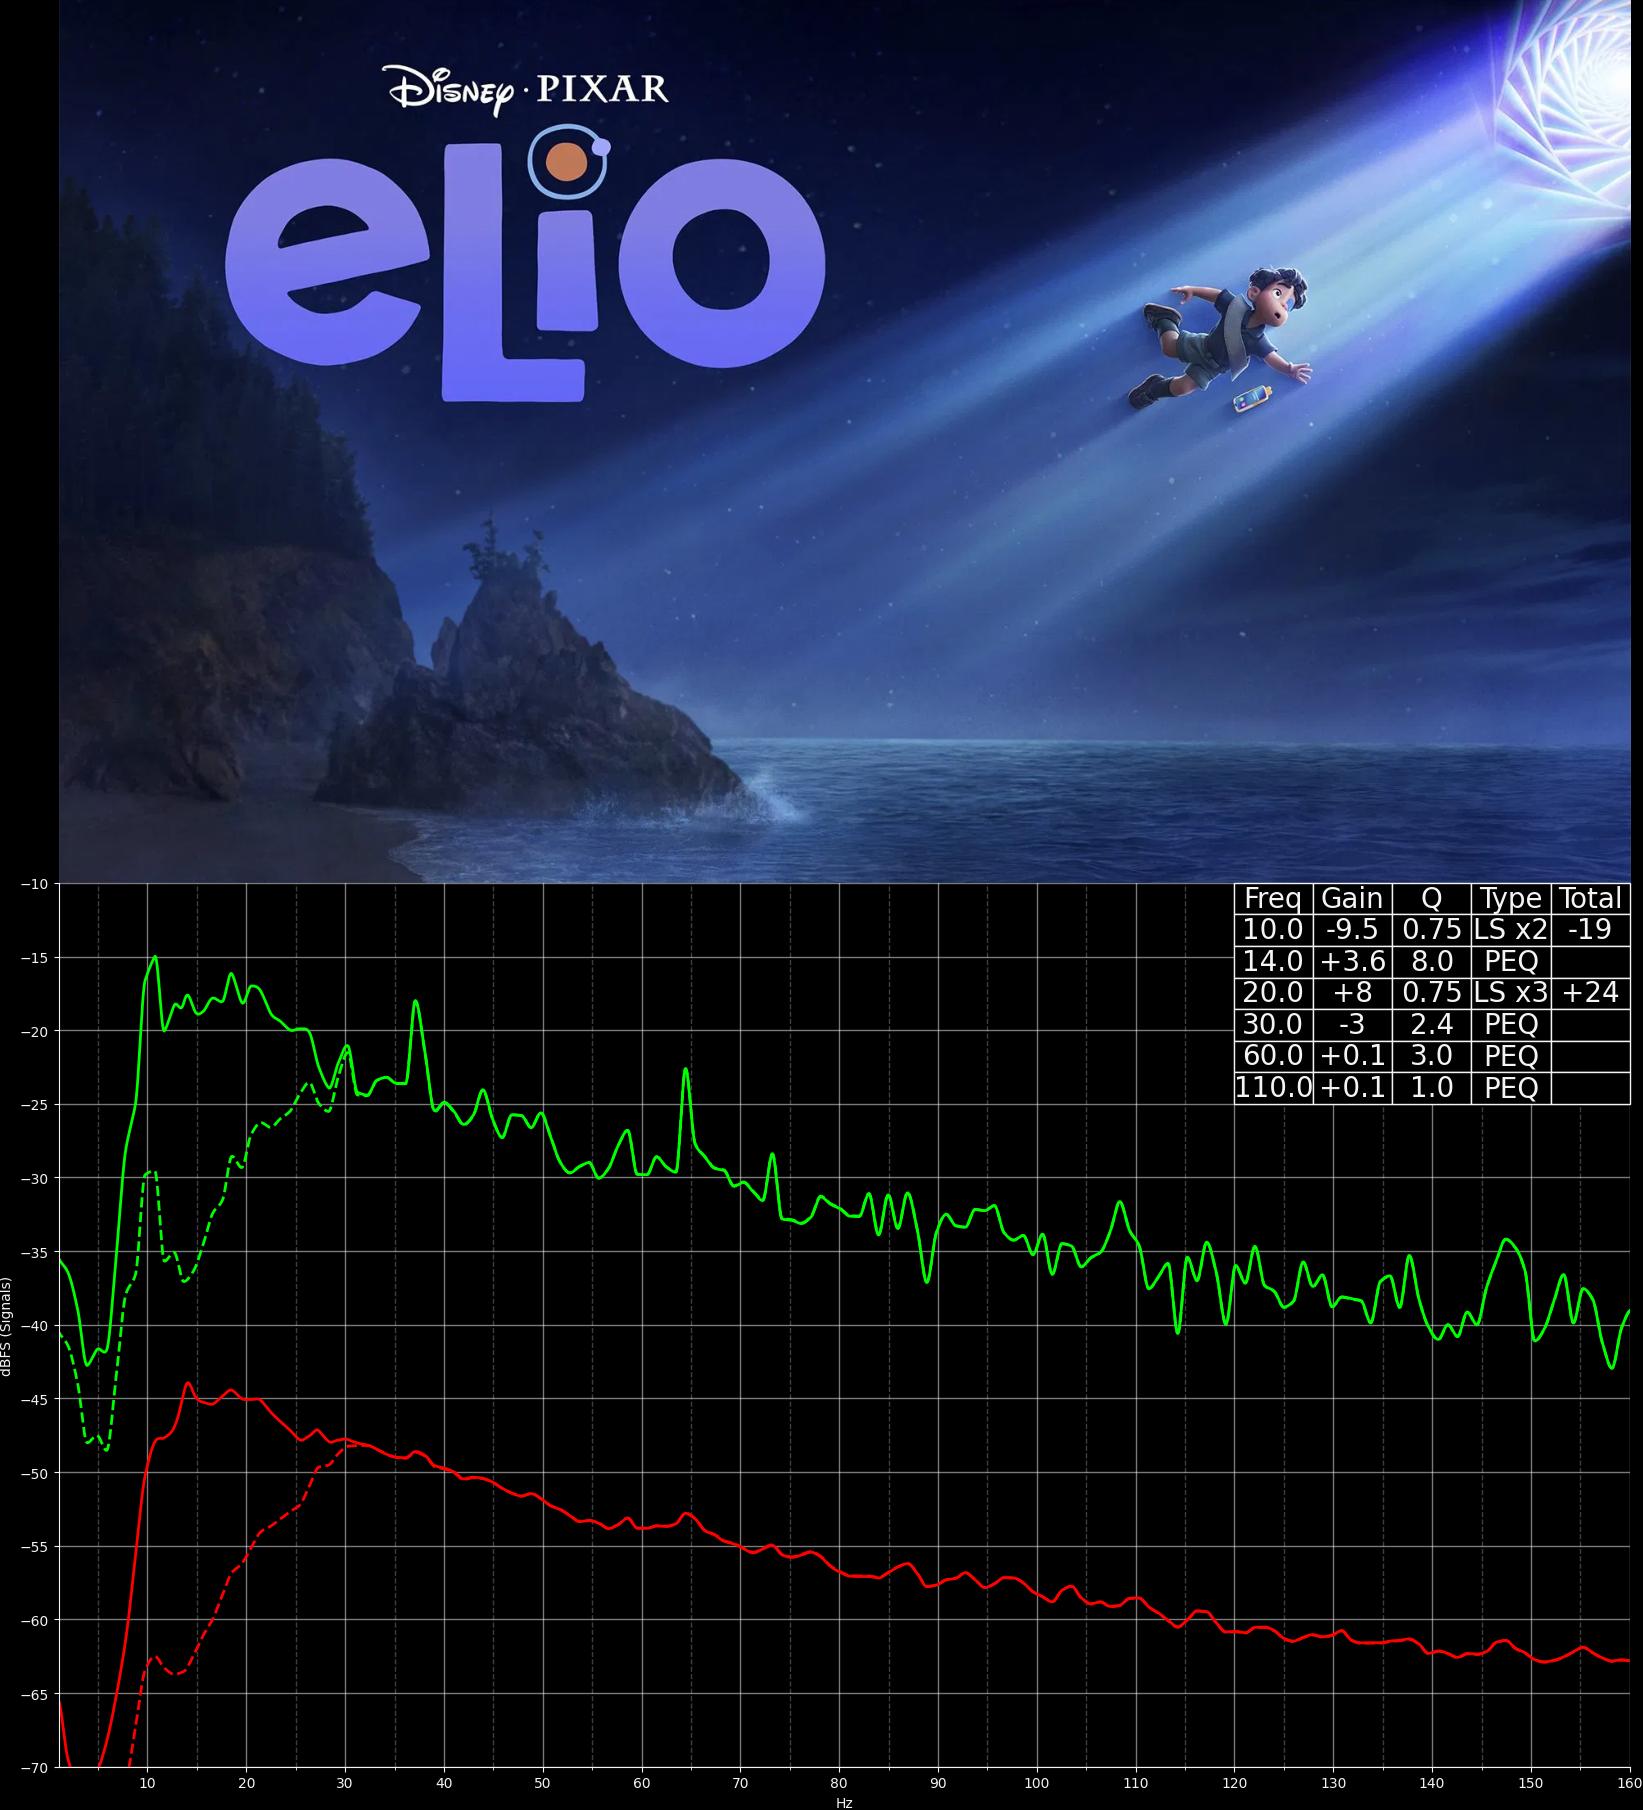 Disney · PIXAR
eLiO
Freq Gain Q Type Total
10.0 -9.5 0.75 LS x2 -19
14.0 +3.6 8.0 PEQ
20.0 +8 0.75 LS x3 +24
30.0 -3 2.4 PEQ
60.0 +0.1 3.0 PEQ
110.0 +0.1 1.0 PEQ
−10
−15
−20
−25
−30
−35
−40
−45
−50
−55
−60
−65
−70
dBFS (Signals)
10 20 30 40 50 60 70 80 90 100 110 120 130 140 150 160
Hz